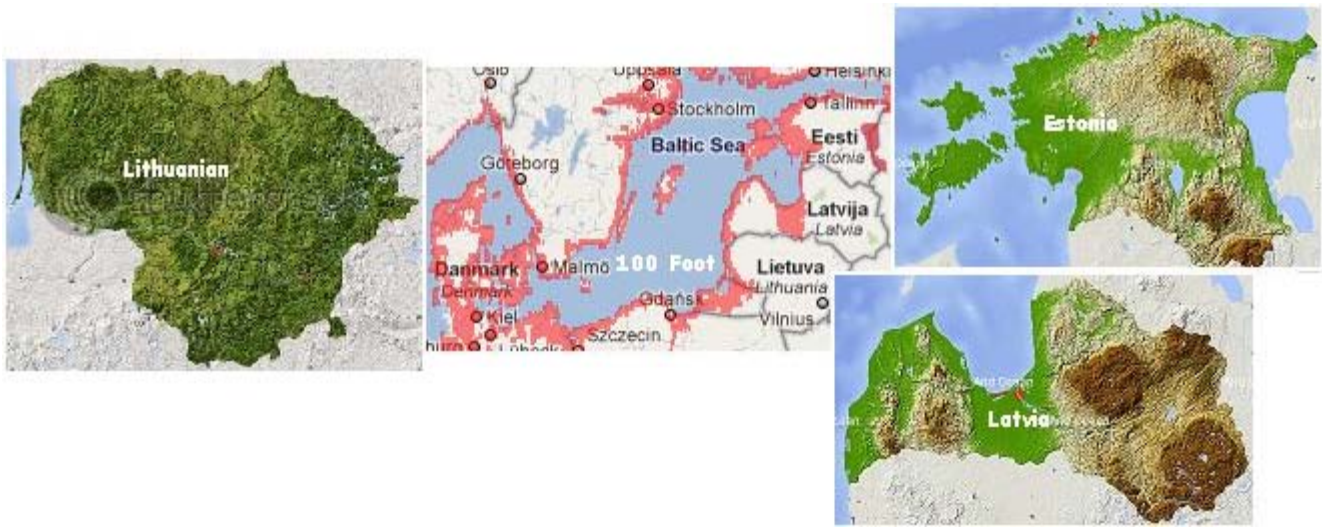 Lithuanian
Oslo
Uppsala
Helsinki
Stockholm
Tallinn
Baltic Sea
Eesti
Estonia
Göteborg
Latvija
Latvia
Danmark
Denmark
Malmö
100 Foot
Lietuva
Lithuania
Gdańsk
Kiel
Vilnius
Szczecin
Lübeck
Estonia
Latvia